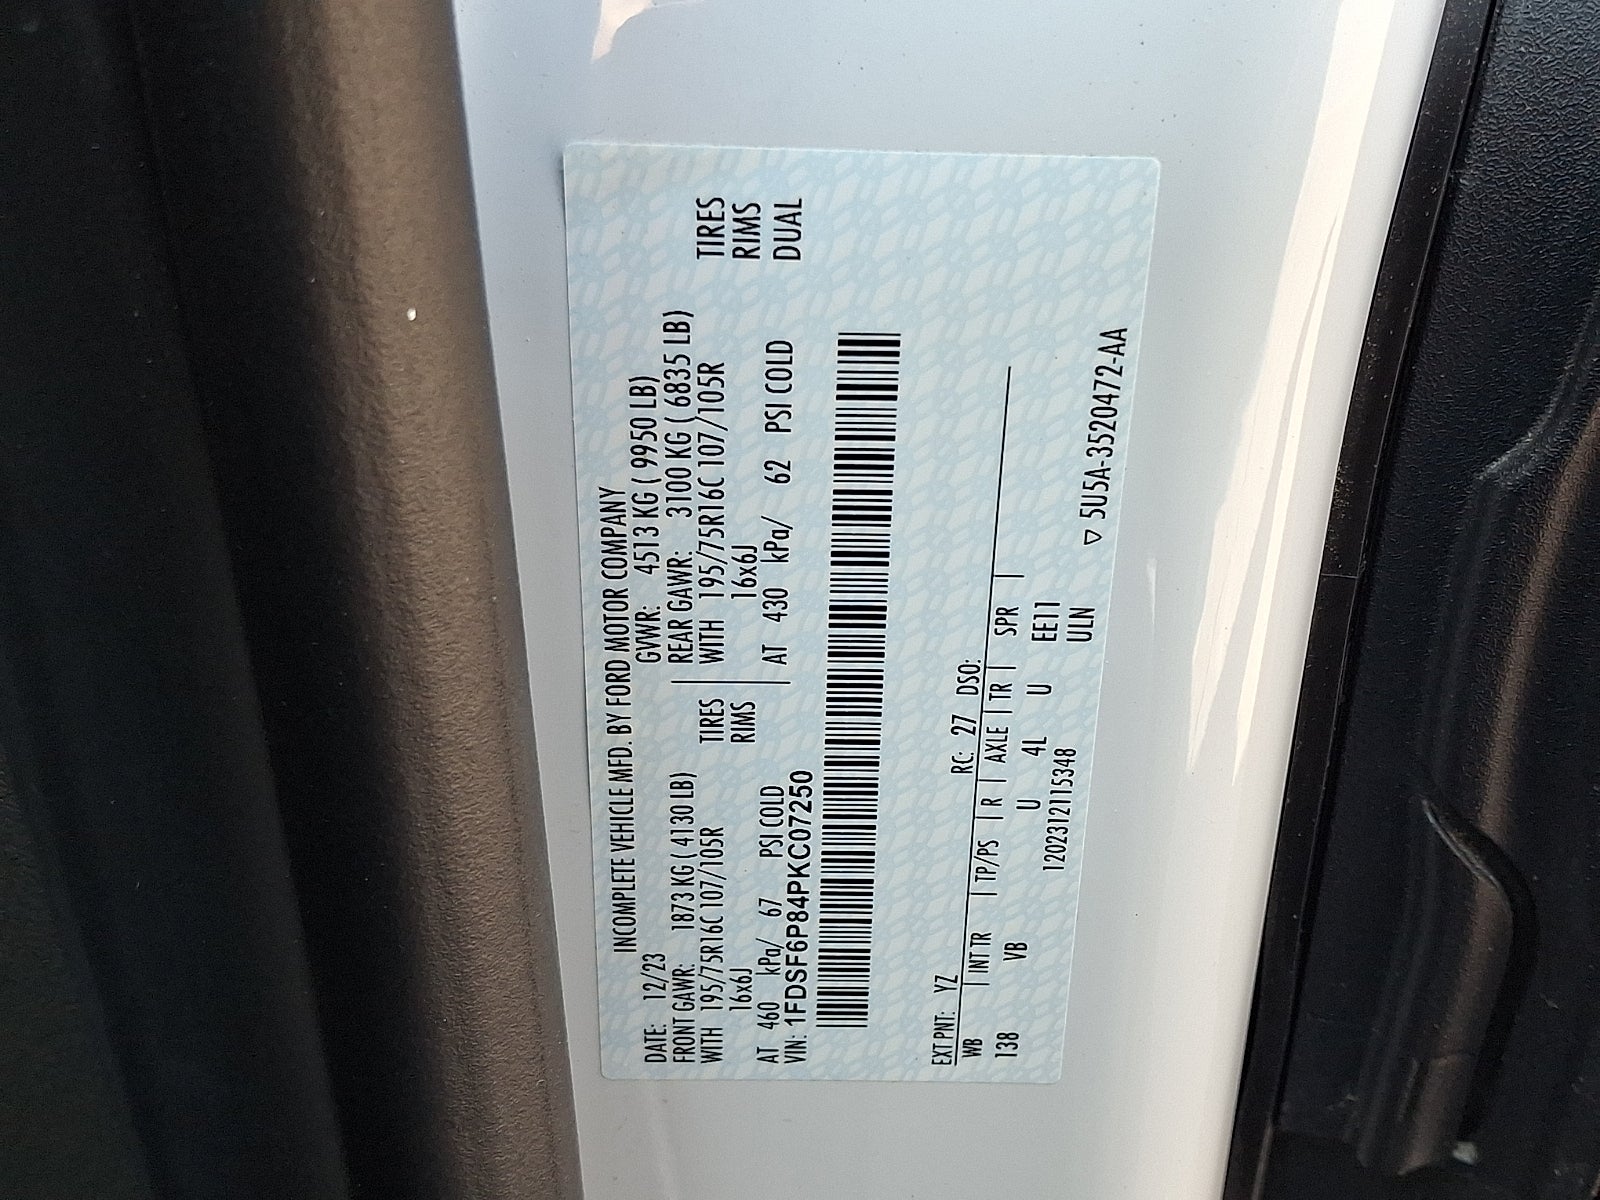 INCOMPLETE VEHICLE MFD. BY FORD MOTOR COMPANY
DATE: 12/23 GVWR: 4513 KG ( 9950 LB)
FRONT GAWR: 1873 KG ( 4130 LB) REAR GAWR: 3100 KG ( 6835 LB)
WITH 195/75R16C 107/105R TIRES WITH 195/75R16C 107/105R TIRES
16x6J RIMS 16x6J RIMS
AT 460 kPa/ 67 PSI COLD AT 430 kPa/ 62 PSI COLD DUAL
VIN: 1FDSF6P84PKC07250
EXT PNT: YZ RC: 27 DSO:
WB | INT TR | TP/PS | R | AXLE | TR | SPR |
138 VB U 4L U EE11
1202312115348 ULN
▽ 5U5A-3520472-AA